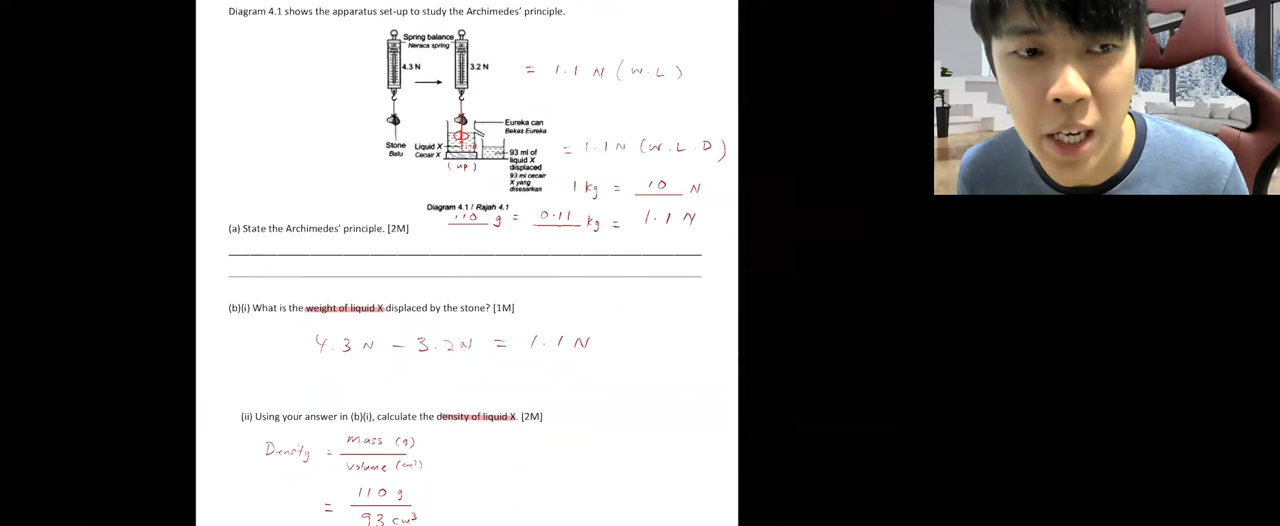 Diagram 4.1 shows the apparatus set-up to study the Archimedes' principle.
Spring balance
Neraca spring
4.3 N
3.2 N
= 1.1 N (W.L)
Eureka can
Bekas Eureka
Stone
Batu
Liquid X
Cecair X
(up)
93 ml of
liquid X
displaced
93 ml cecair
X yang
disesarkan
= 1.1 N (W.L.D)
1 kg = 10 N
Diagram 4.1 / Rajah 4.1
110 g = 0.11 kg = 1.1 N
(a) State the Archimedes' principle. [2M]
(b)(i) What is the weight of liquid X displaced by the stone? [1M]
4.3 N - 3.2 N = 1.1 N
(ii) Using your answer in (b)(i), calculate the density of liquid X. [2M]
Density = mass (g)
volume (cm³)
= 110 g
93 cm³